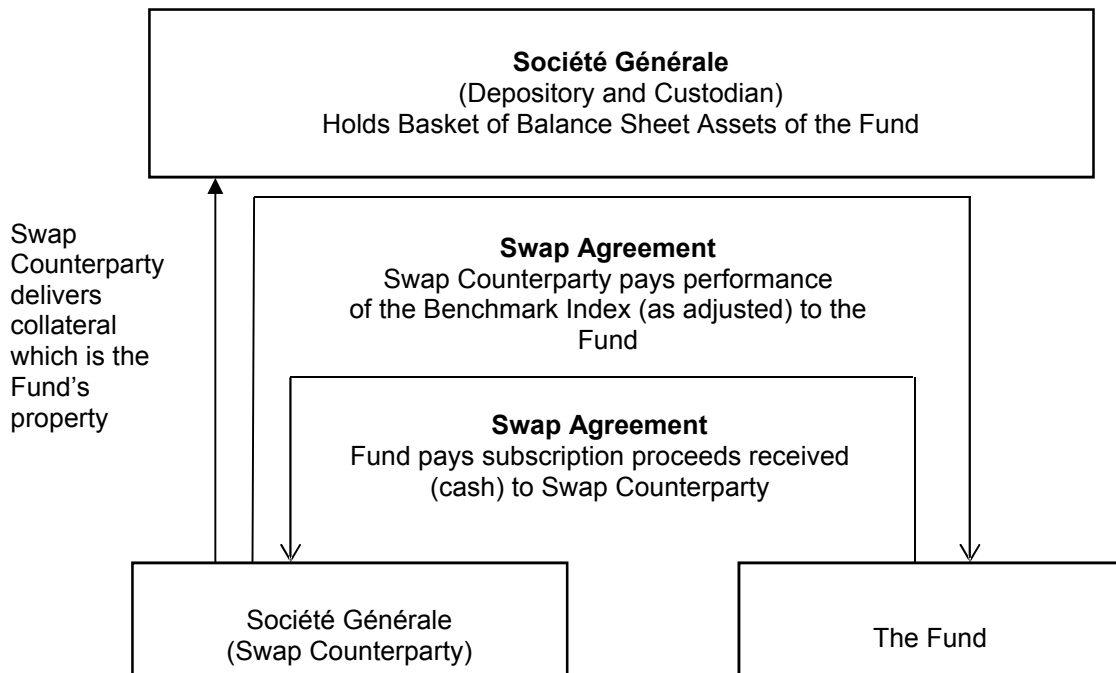 Société Générale
(Depository and Custodian)
Holds Basket of Balance Sheet Assets of the Fund
Swap
Counterparty
delivers
collateral
which is the
Fund's
property
Swap Agreement
Swap Counterparty pays performance
of the Benchmark Index (as adjusted) to the
Fund
Swap Agreement
Fund pays subscription proceeds received
(cash) to Swap Counterparty
Société Générale
(Swap Counterparty)
The Fund